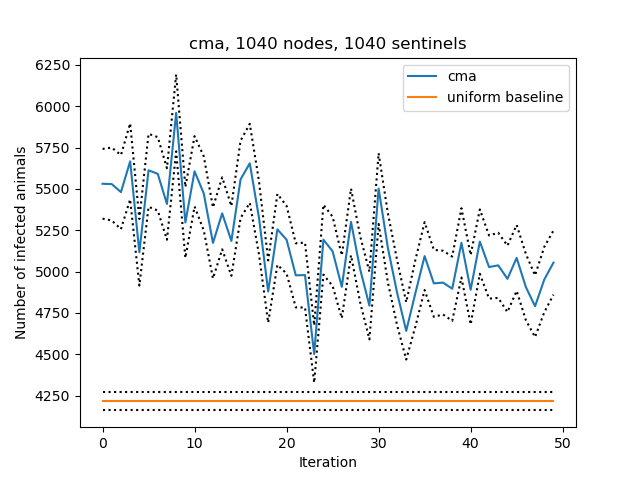 cma, 1040 nodes, 1040 sentinels
cma
uniform baseline
Number of infected animals
6250
6000
5750
5500
5250
5000
4750
4500
4250
0 10 20 30 40 50
Iteration